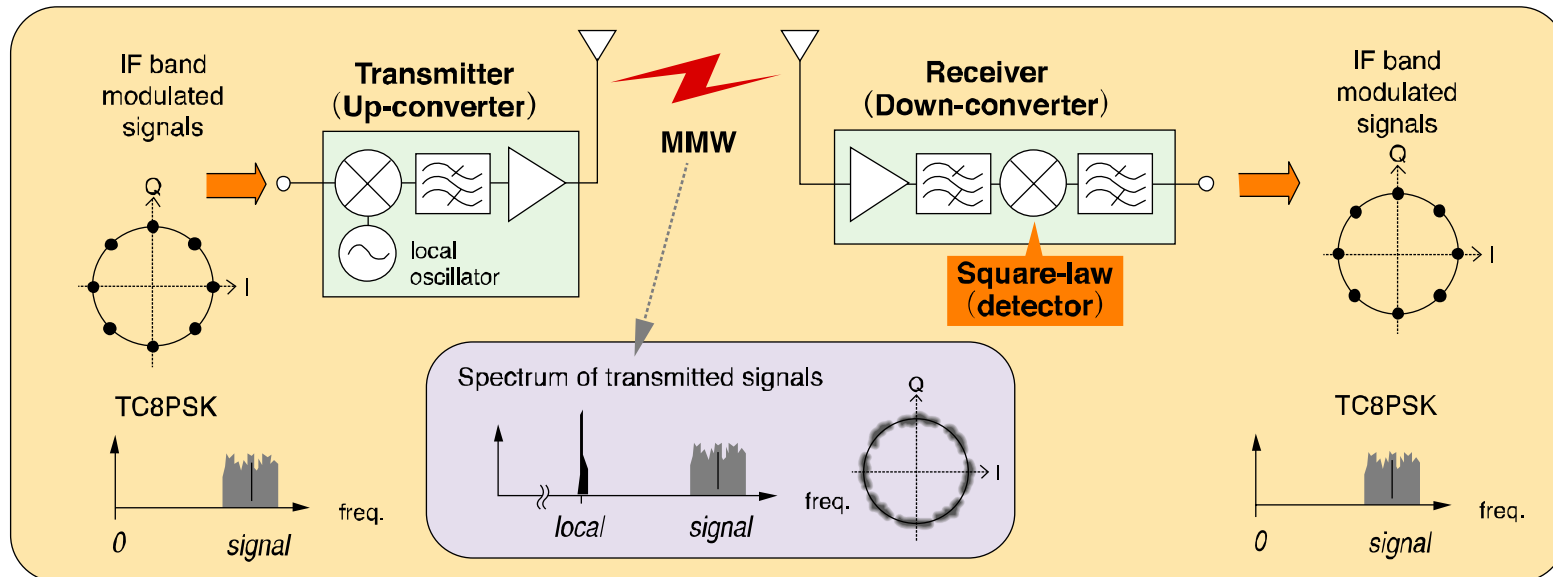 IF band
modulated
signals
Transmitter
(Up-converter)
MMW
Receiver
(Down-converter)
IF band
modulated
signals
Q
I
local
oscillator
Square-law
(detector)
Q
I
TC8PSK
0
signal
freq.
Spectrum of transmitted signals
local
signal
freq.
Q
I
TC8PSK
0
signal
freq.